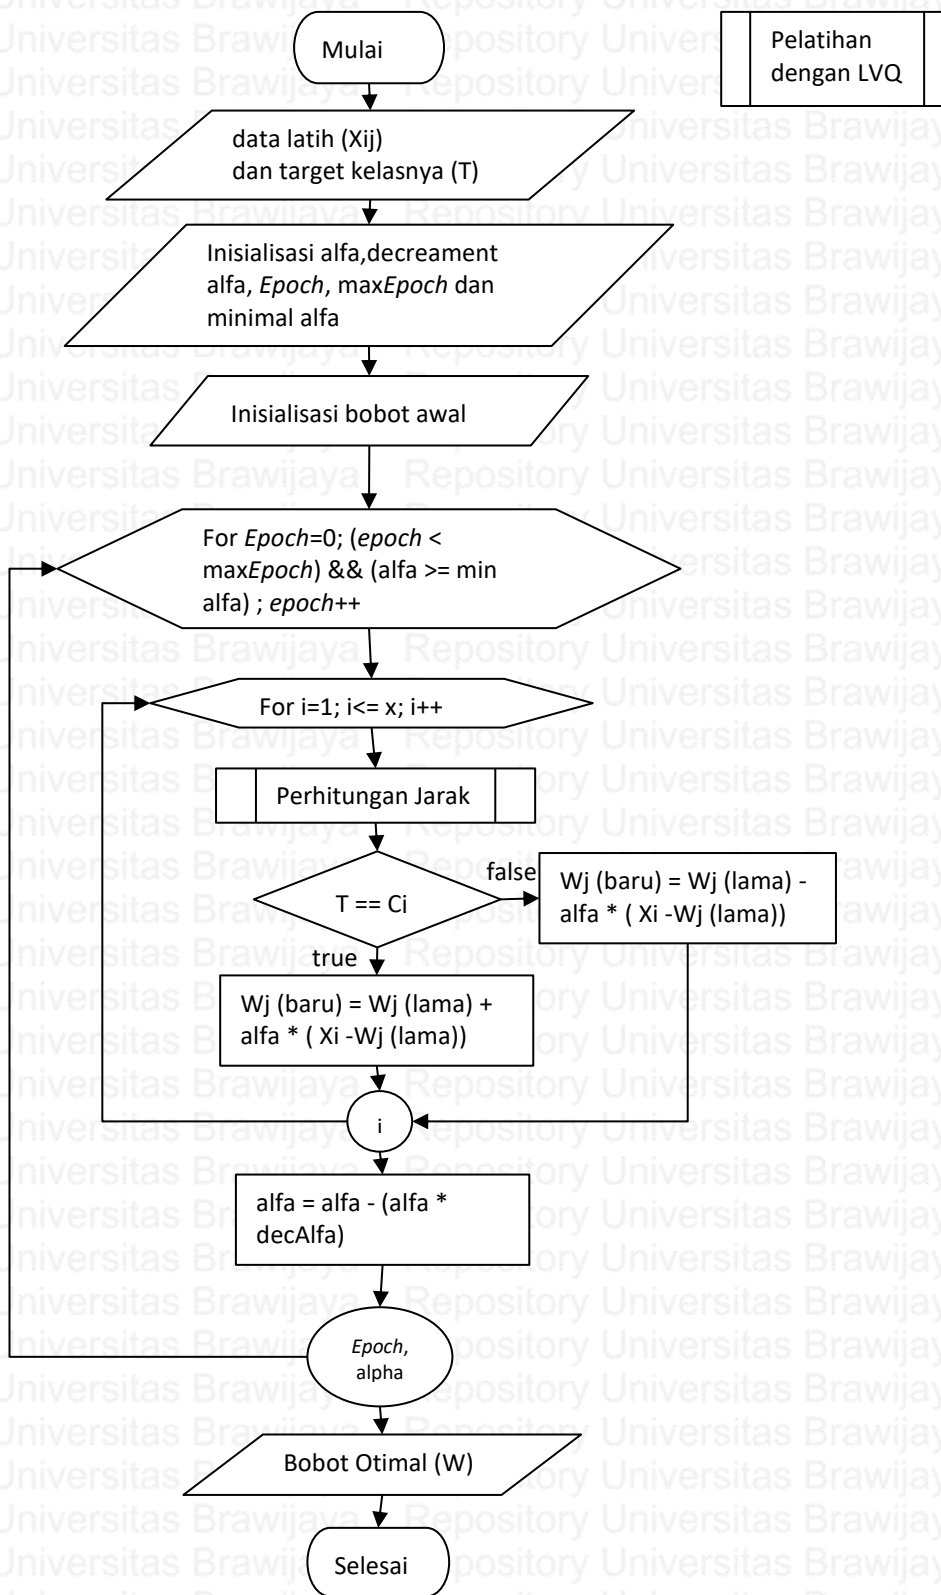 Mulai
Pelatihan
dengan LVQ
data latih (Xij)
dan target kelasnya (T)
Inisialisasi alfa,decreament
alfa, Epoch, maxEpoch dan
minimal alfa
Inisialisasi bobot awal
For Epoch=0; (epoch <
maxEpoch) && (alfa >= min
alfa) ; epoch++
For i=1; i<= x; i++
Perhitungan Jarak
T == Ci
false
Wj (baru) = Wj (lama) -
alfa * ( Xi -Wj (lama))
true
Wj (baru) = Wj (lama) +
alfa * ( Xi -Wj (lama))
i
alfa = alfa - (alfa *
decAlfa)
Epoch,
alpha
Bobot Otimal (W)
Selesai